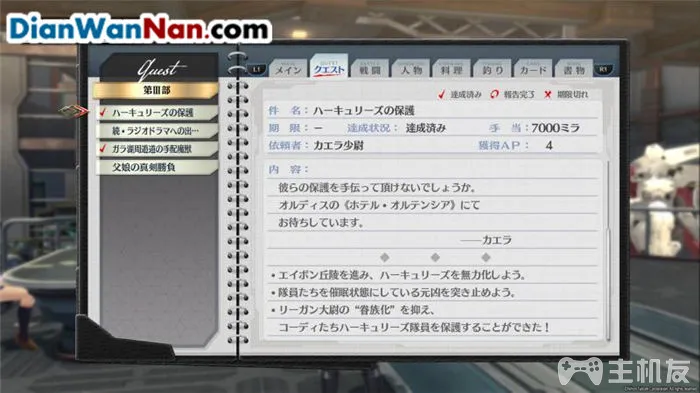 DianWanNan.com
quest
第Ⅲ部
ハーキュリーズの保護
続・ラジオドラマへの出…
ガラ湖周遊道の手配魔獣
父娘の真剣勝負
L1 メイン クエスト 戦闘 人物 料理 釣り カード 書物 R1
達成済み 報告完了 期限切れ
件 名：ハーキュリーズの保護
期 限：－ 達成状況：達成済み 手 当：7000ミラ
依頼者：カエラ少尉 獲得AP： 4
内 容：
彼らの保護を手伝って頂けないでしょうか。
オルディスの《ホテル・オルテンシア》にて
お待ちしています。
——カエラ
・エイボン丘陵を進み、ハーキュリーズを無力化しよう。
・隊員たちを催眠状態にしている元凶を突き止めよう。
・リーガン大尉の“眷族化”を抑え、
コーディたちハーキュリーズ隊員を保護することができた！
主机友